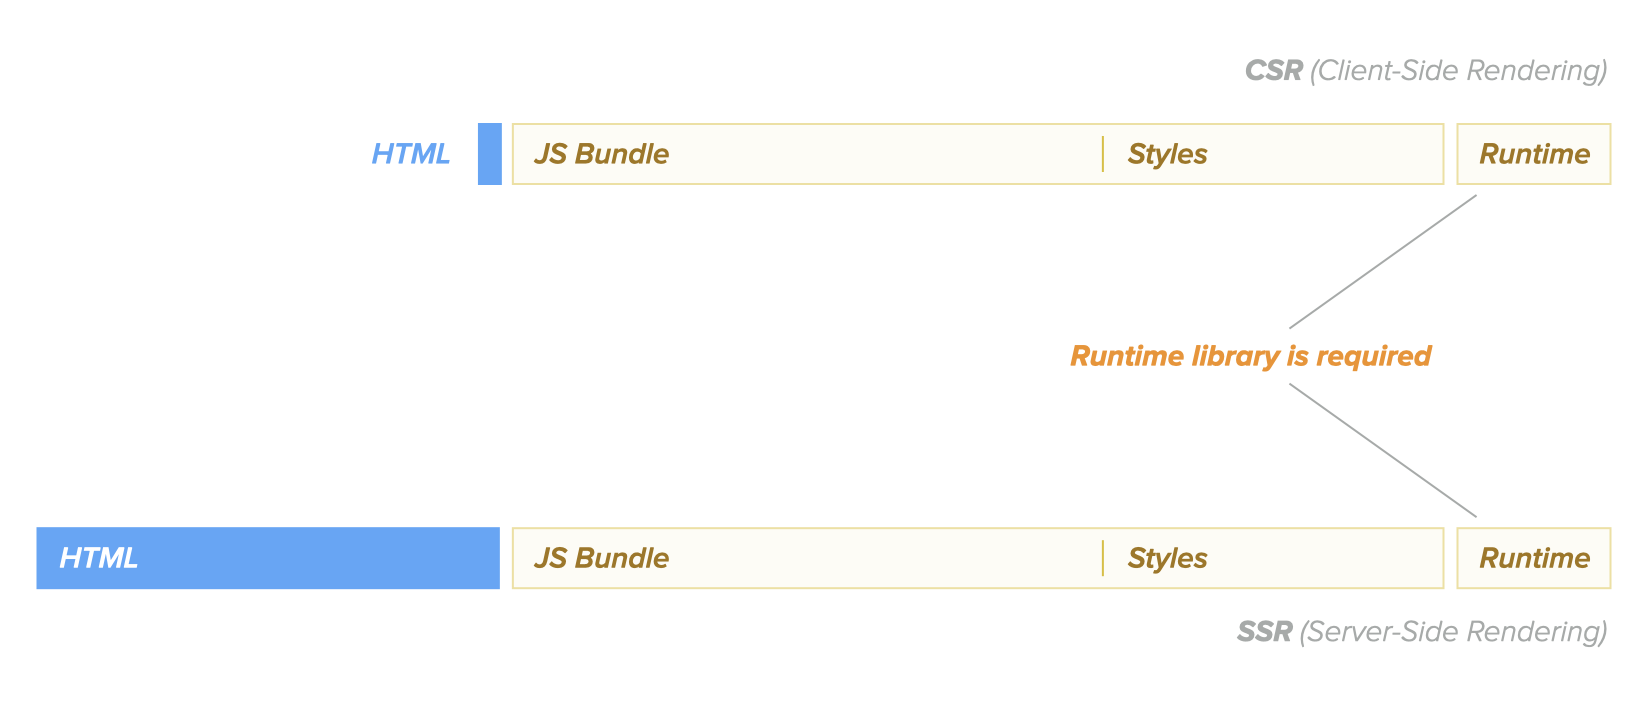 CSR (Client-Side Rendering)
HTML
JS Bundle
Styles
Runtime
Runtime library is required
HTML
JS Bundle
Styles
Runtime
SSR (Server-Side Rendering)